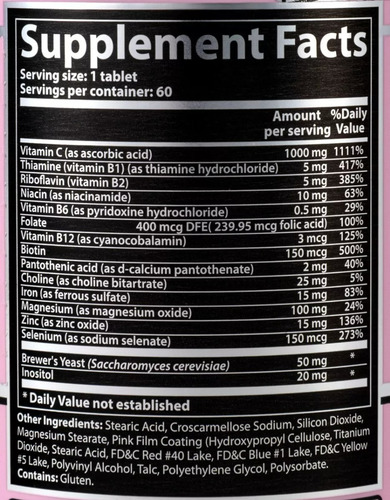 Supplement Facts
Serving size: 1 tablet
Servings per container: 60
Amount per serving %Daily Value
Vitamin C (as ascorbic acid) 1000 mg 1111%
Thiamine (vitamin B1) (as thiamine hydrochloride) 5 mg 417%
Riboflavin (vitamin B2) 5 mg 385%
Niacin (as niacinamide) 10 mg 63%
Vitamin B6 (as pyridoxine hydrochloride) 0.5 mg 29%
Folate 400 mcg DFE( 239.95 mcg folic acid) 100%
Vitamin B12 (as cyanocobalamin) 3 mcg 125%
Biotin 150 mcg 500%
Pantothenic acid (as d-calcium pantothenate) 2 mg 40%
Choline (as choline bitartrate) 25 mg 5%
Iron (as ferrous sulfate) 15 mg 83%
Magnesium (as magnesium oxide) 100 mg 24%
Zinc (as zinc oxide) 15 mg 136%
Selenium (as sodium selenate) 150 mcg 273%
Brewer's Yeast (Saccharomyces cerevisiae) 50 mg *
Inositol 20 mg *
* Daily Value not established
Other Ingredients: Stearic Acid, Croscarmellose Sodium, Silicon Dioxide,
Magnesium Stearate, Pink Film Coating (Hydroxypropyl Cellulose, Titanium
Dioxide, Stearic Acid, FD&C Red #40 Lake, FD&C Blue #1 Lake, FD&C Yellow
#5 Lake, Polyvinyl Alcohol, Talc, Polyethylene Glycol, Polysorbate.
Contains: Gluten.